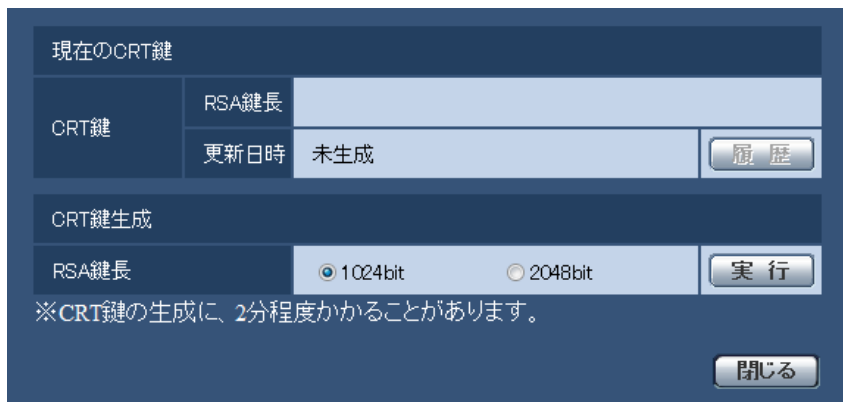 現在のCRT鍵
CRT鍵
RSA鍵長
更新日時 未生成 履 歴
CRT鍵生成
RSA鍵長 1024bit 2048bit 実 行
※CRT鍵の生成に、2分程度かかることがあります。
閉じる